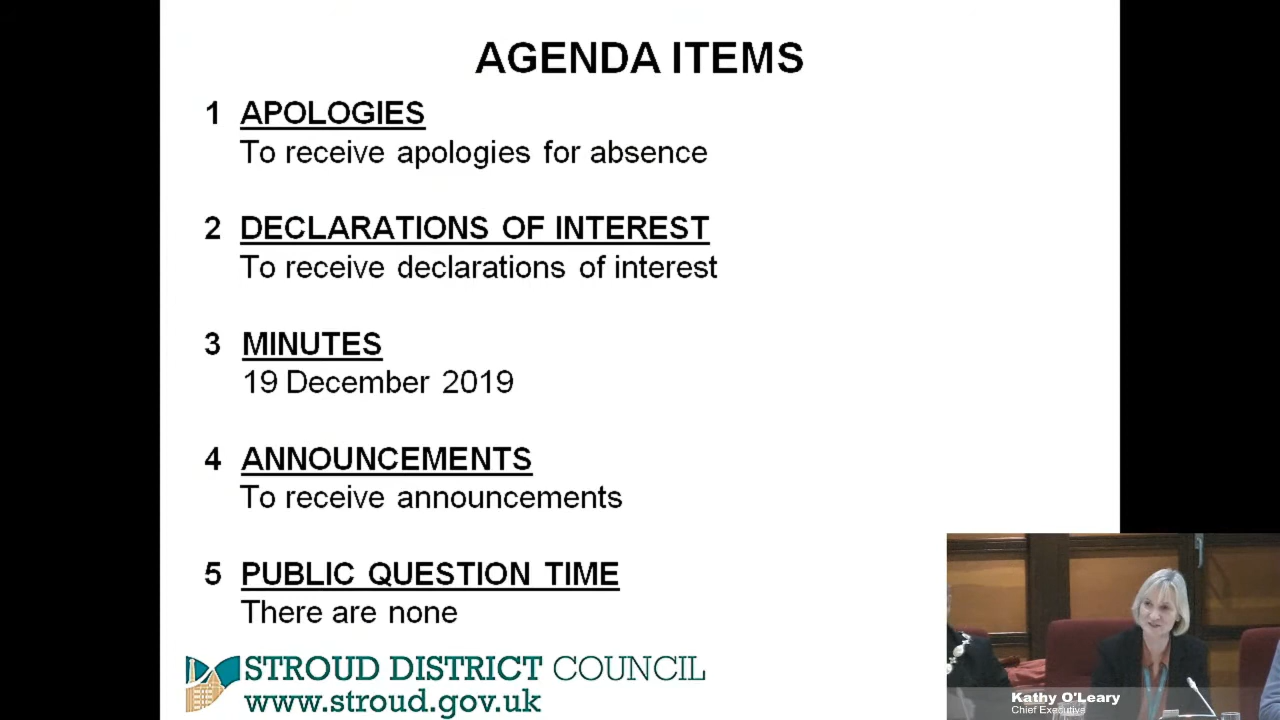 AGENDA ITEMS
1 APOLOGIES
To receive apologies for absence
2 DECLARATIONS OF INTEREST
To receive declarations of interest
3 MINUTES
19 December 2019
4 ANNOUNCEMENTS
To receive announcements
5 PUBLIC QUESTION TIME
There are none
STROUD DISTRICT COUNCIL
www.stroud.gov.uk
Kathy O'Leary
Chief Executive